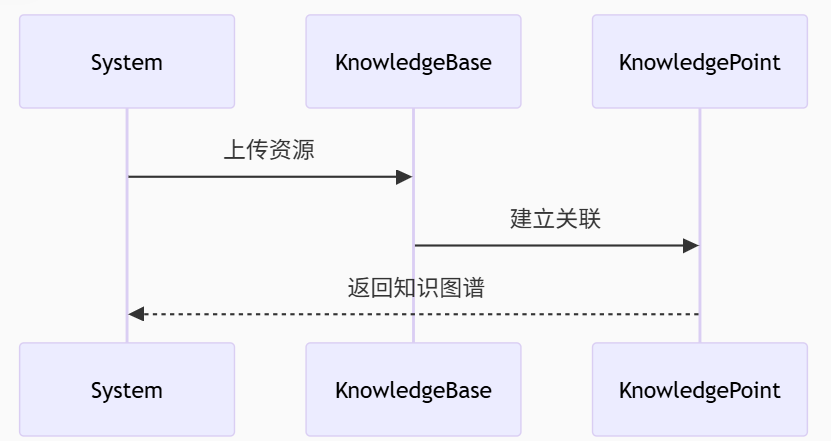 System
KnowledgeBase
KnowledgePoint
上传资源
建立关联
返回知识图谱
System
KnowledgeBase
KnowledgePoint